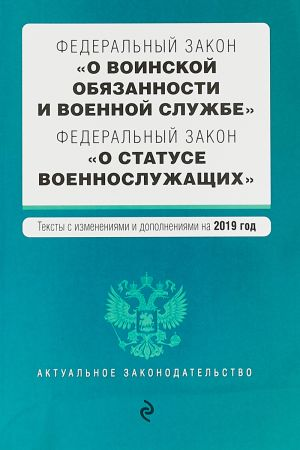 ФЕДЕРАЛЬНЫЙ ЗАКОН
«О ВОИНСКОЙ
ОБЯЗАННОСТИ
И ВОЕННОЙ СЛУЖБЕ»
ФЕДЕРАЛЬНЫЙ ЗАКОН
«О СТАТУСЕ
ВОЕННОСЛУЖАЩИХ»
Тексты с изменениями и дополнениями на 2019 год
АКТУАЛЬНОЕ ЗАКОНОДАТЕЛЬСТВО